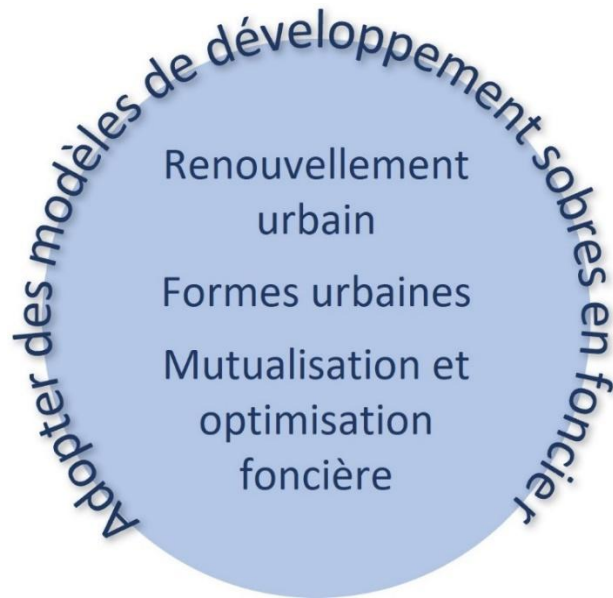 Adopter des modèles de développement sobres en foncier
Renouvellement
urbain
Formes urbaines
Mutualisation et
optimisation
foncière